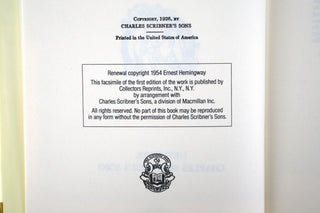 COPYRIGHT, 1926, BY
CHARLES SCRIBNER'S SONS
Printed in the United States of America
Renewal copyright 1954 Ernest Hemingway
This facsimile of the first edition of the work is published by
Collectors Reprints, Inc., N.Y., N.Y.
by arrangement with
Charles Scribner's Sons, a division of Macmillan Inc.
All rights reserved. No part of this book may be reproduced
in any form without the permission of Charles Scribner's Sons.